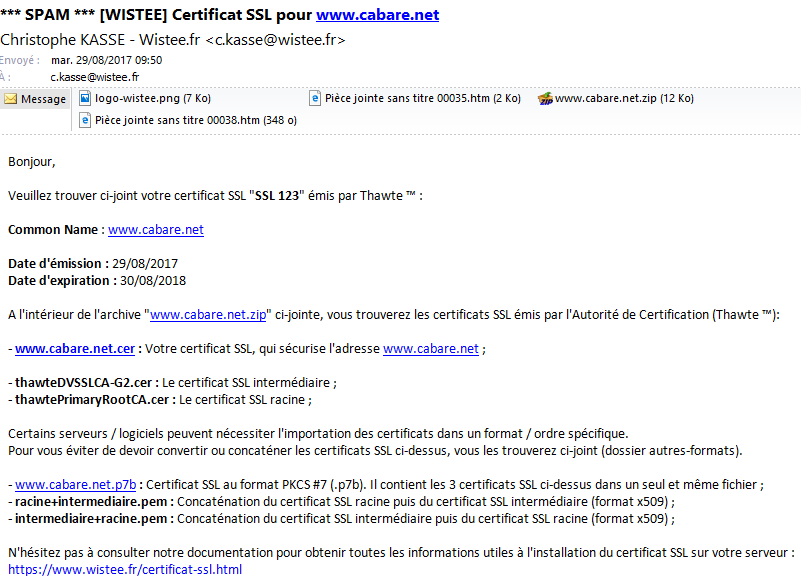 *** SPAM *** [WISTEE] Certificat SSL pour www.cabare.net
Christophe KASSE - Wistee.fr <c.kasse@wistee.fr>
Envoyé : mar. 29/08/2017 09:50
À : c.kasse@wistee.fr
Message logo-wistee.png (7 Ko) Pièce jointe sans titre 00035.htm (2 Ko) www.cabare.net.zip (12 Ko)
Pièce jointe sans titre 00038.htm (348 o)
Bonjour,
Veuillez trouver ci-joint votre certificat SSL "SSL 123" émis par Thawte ™ :
Common Name : www.cabare.net
Date d'émission : 29/08/2017
Date d'expiration : 30/08/2018
A l'intérieur de l'archive "www.cabare.net.zip" ci-jointe, vous trouverez les certificats SSL émis par l'Autorité de Certification (Thawte ™):
- www.cabare.net.cer : Votre certificat SSL, qui sécurise l'adresse www.cabare.net ;
- thawteDVSSLCA-G2.cer : Le certificat SSL intermédiaire ;
- thawtePrimaryRootCA.cer : Le certificat SSL racine ;
Certains serveurs / logiciels peuvent nécessiter l'importation des certificats dans un format / ordre spécifique.
Pour vous éviter de devoir convertir ou concaténer les certificats SSL ci-dessus, vous les trouverez ci-joint (dossier autres-formats).
- www.cabare.net.p7b : Certificat SSL au format PKCS #7 (.p7b). Il contient les 3 certificats SSL ci-dessus dans un seul et même fichier ;
- racine+intermediaire.pem : Concaténation du certificat SSL racine puis du certificat SSL intermédiaire (format x509) ;
- intermediaire+racine.pem : Concaténation du certificat SSL intermédiaire puis du certificat SSL racine (format x509) ;
N'hésitez pas à consulter notre documentation pour obtenir toutes les informations utiles à l'installation du certificat SSL sur votre serveur :
https://www.wistee.fr/certificat-ssl.html